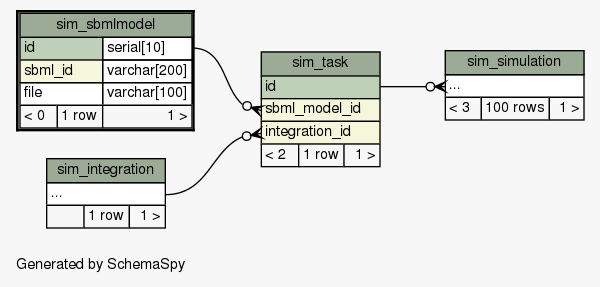 sim_sbmlmodel
id serial[10]
sbml_id varchar[200]
file varchar[100]
< 0 1 row 1 >
sim_integration
...
1 row 1 >
sim_task
id
sbml_model_id
integration_id
< 2 1 row 1 >
sim_simulation
...
< 3 100 rows 1 >
Generated by SchemaSpy